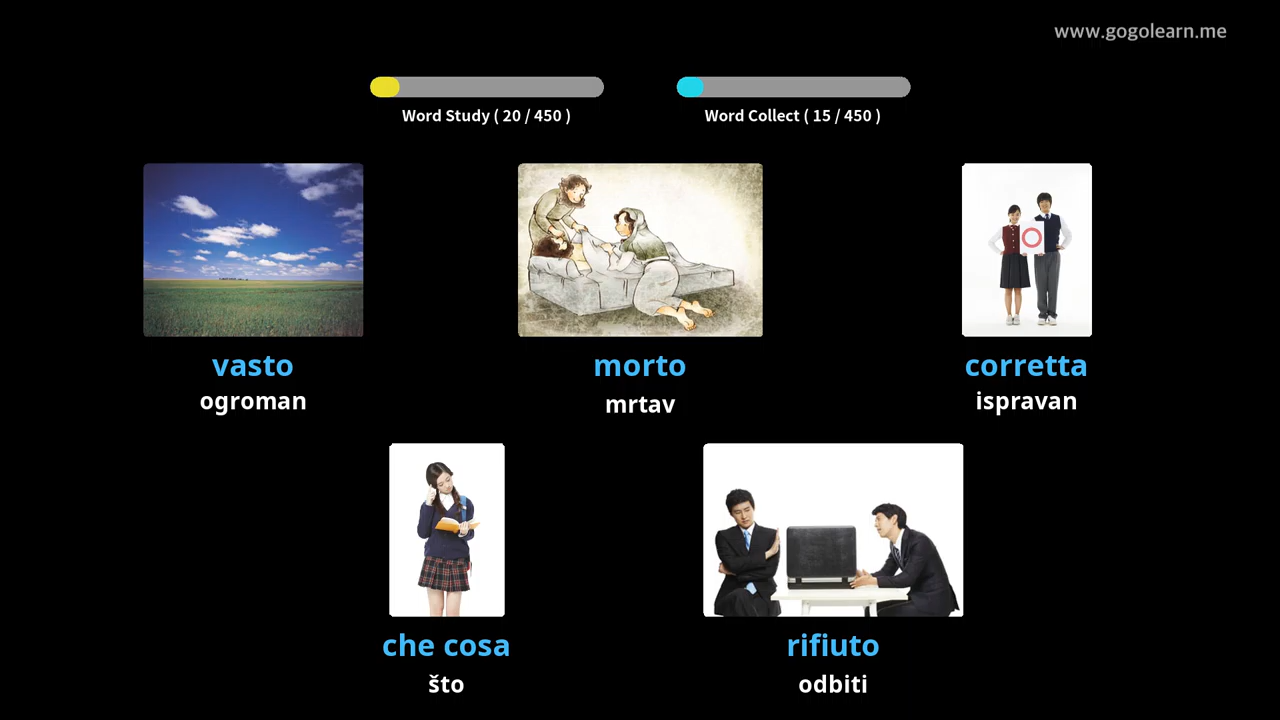 www.gogolearn.me
Word Study ( 20 / 450 )
Word Collect ( 15 / 450 )
vasto
ogroman
morto
mrtav
corretta
ispravan
che cosa
što
rifiuto
odbiti